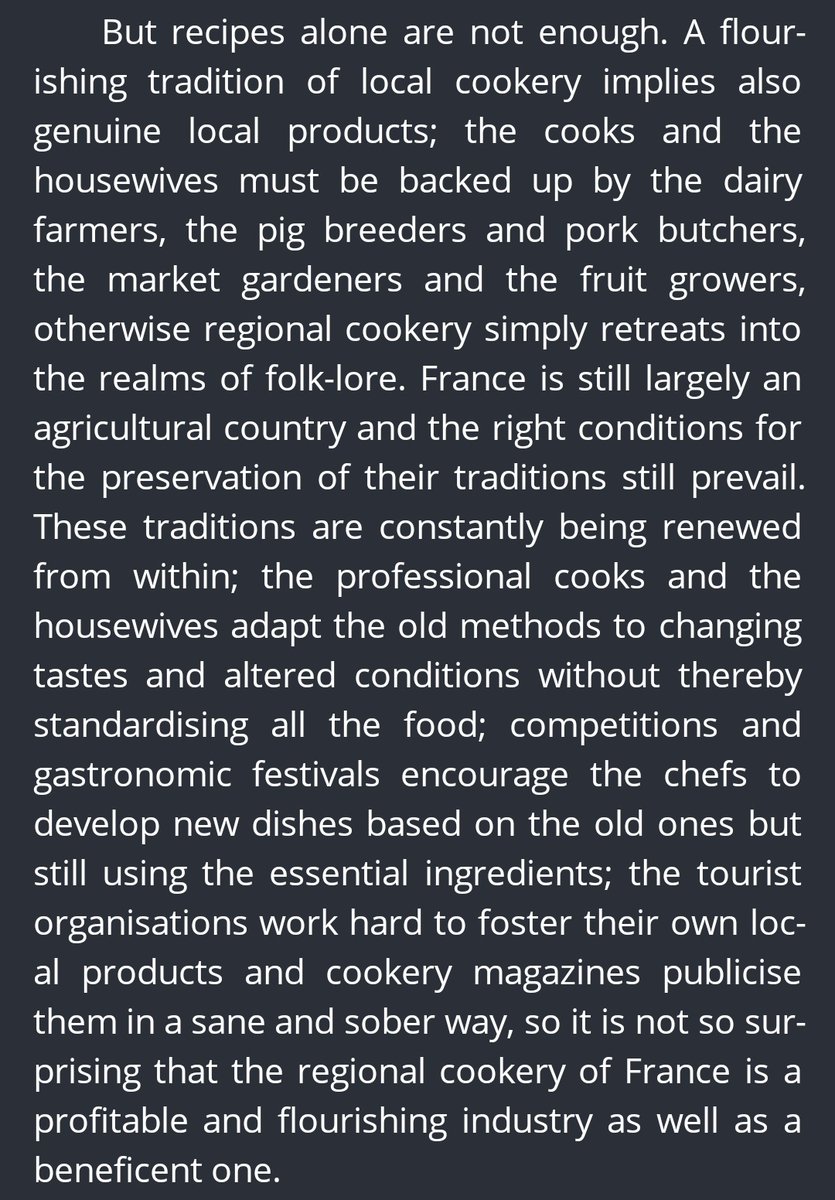 But recipes alone are not enough. A flour-
ishing tradition of local cookery implies also
genuine local products; the cooks and the
housewives must be backed up by the dairy
farmers, the pig breeders and pork butchers,
the market gardeners and the fruit growers,
otherwise regional cookery simply retreats into
the realms of folk-lore. France is still largely an
agricultural country and the right conditions for
the preservation of their traditions still prevail.
These traditions are constantly being renewed
from within; the professional cooks and the
housewives adapt the old methods to changing
tastes and altered conditions without thereby
standardising all the food; competitions and
gastronomic festivals encourage the chefs to
develop new dishes based on the old ones but
still using the essential ingredients; the tourist
organisations work hard to foster their own loc-
al products and cookery magazines publicise
them in a sane and sober way, so it is not so sur-
prising that the regional cookery of France is a
profitable and flourishing industry as well as a
beneficent one.